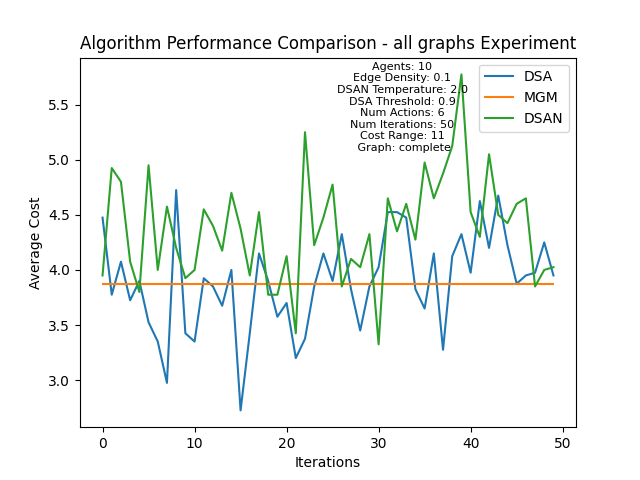 Algorithm Performance Comparison - all graphs Experiment
Agents: 10
Edge Density: 0.1
DSAN Temperature: 2.0
DSA Threshold: 0.9
Num Actions: 6
Num Iterations: 50
Cost Range: 11
Graph: complete
DSA
MGM
DSAN
Average Cost
5.5
5.0
4.5
4.0
3.5
3.0
0
10
20
30
40
50
Iterations